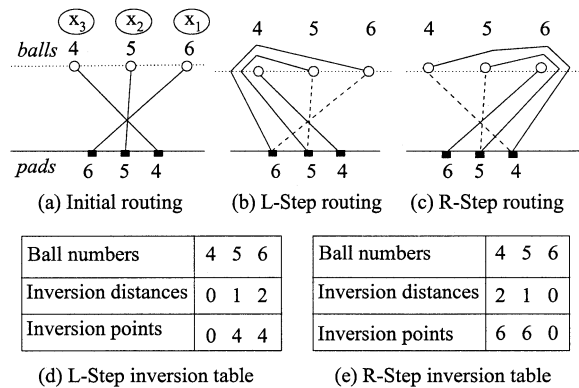 x3 x2 x1
balls 4 5 6 4 5 6 4 5 6
pads 6 5 4 6 5 4 6 5 4
(a) Initial routing (b) L-Step routing (c) R-Step routing
Ball numbers 4 5 6
Inversion distances 0 1 2
Inversion points 0 4 4
(d) L-Step inversion table
Ball numbers 4 5 6
Inversion distances 2 1 0
Inversion points 6 6 0
(e) R-Step inversion table